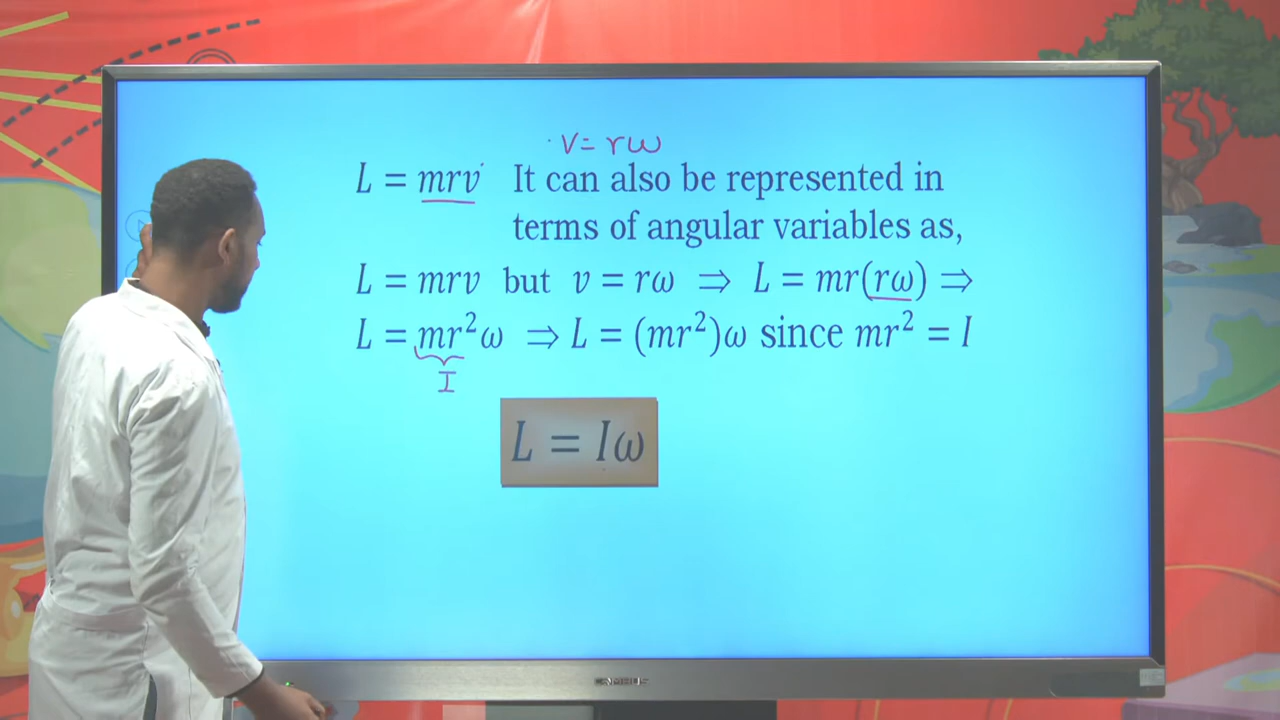 v = rω
L = mrv It can also be represented in
terms of angular variables as,
L = mrv but v = rω ⇒ L = mr(rω) ⇒
L = mr²ω ⇒ L = (mr²)ω since mr² = I
I
L = Iω